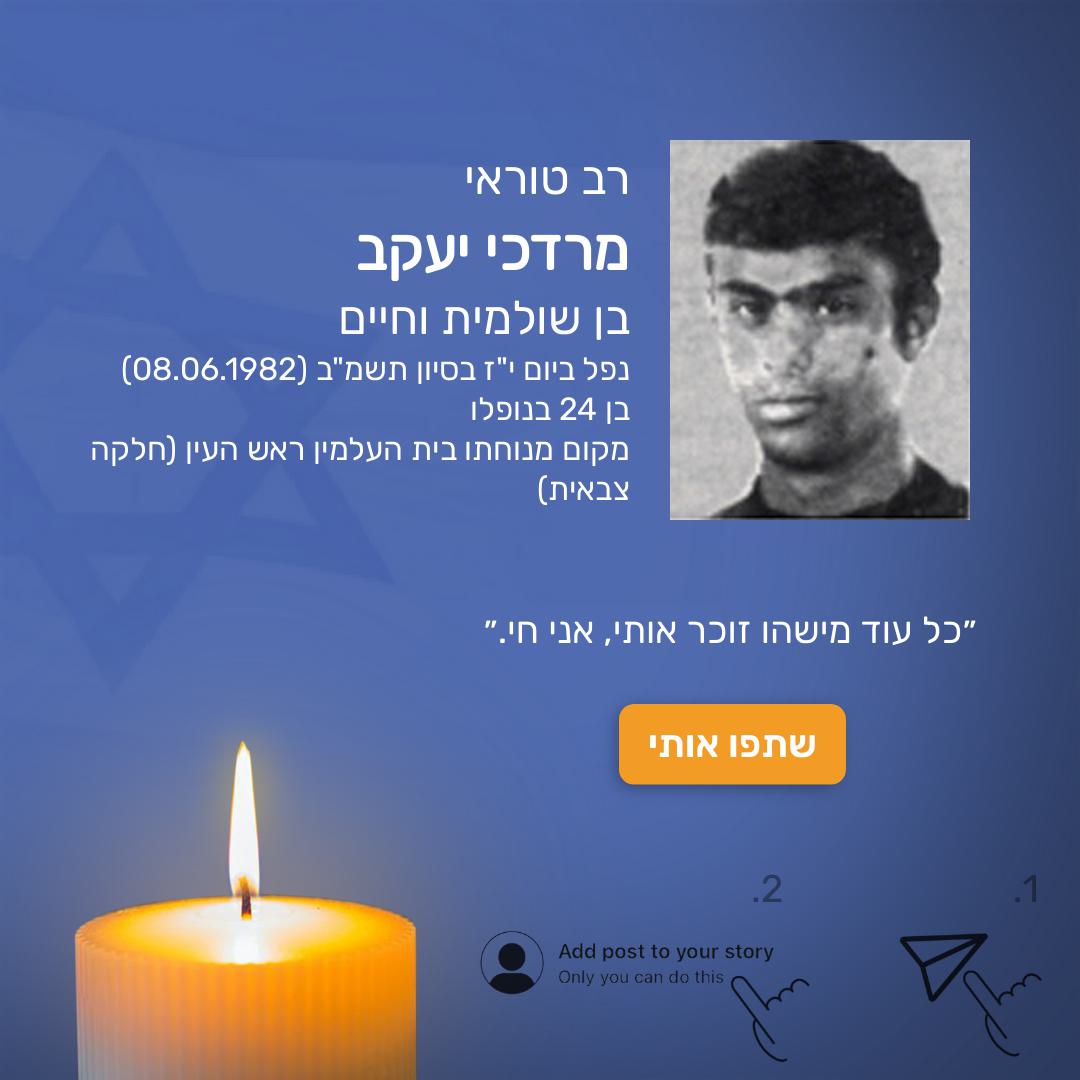 רב טוראי
מרדכי יעקב
בן שולמית וחיים
נפל ביום י"ז בסיון תשמ"ב (08.06.1982)
בן 24 בנופלו
מקום מנוחתו בית העלמין ראש העין (חלקה
צבאית)
״כל עוד מישהו זוכר אותי, אני חי.״
שתפו אותי
.1
.2
Add post to your story
Only you can do this